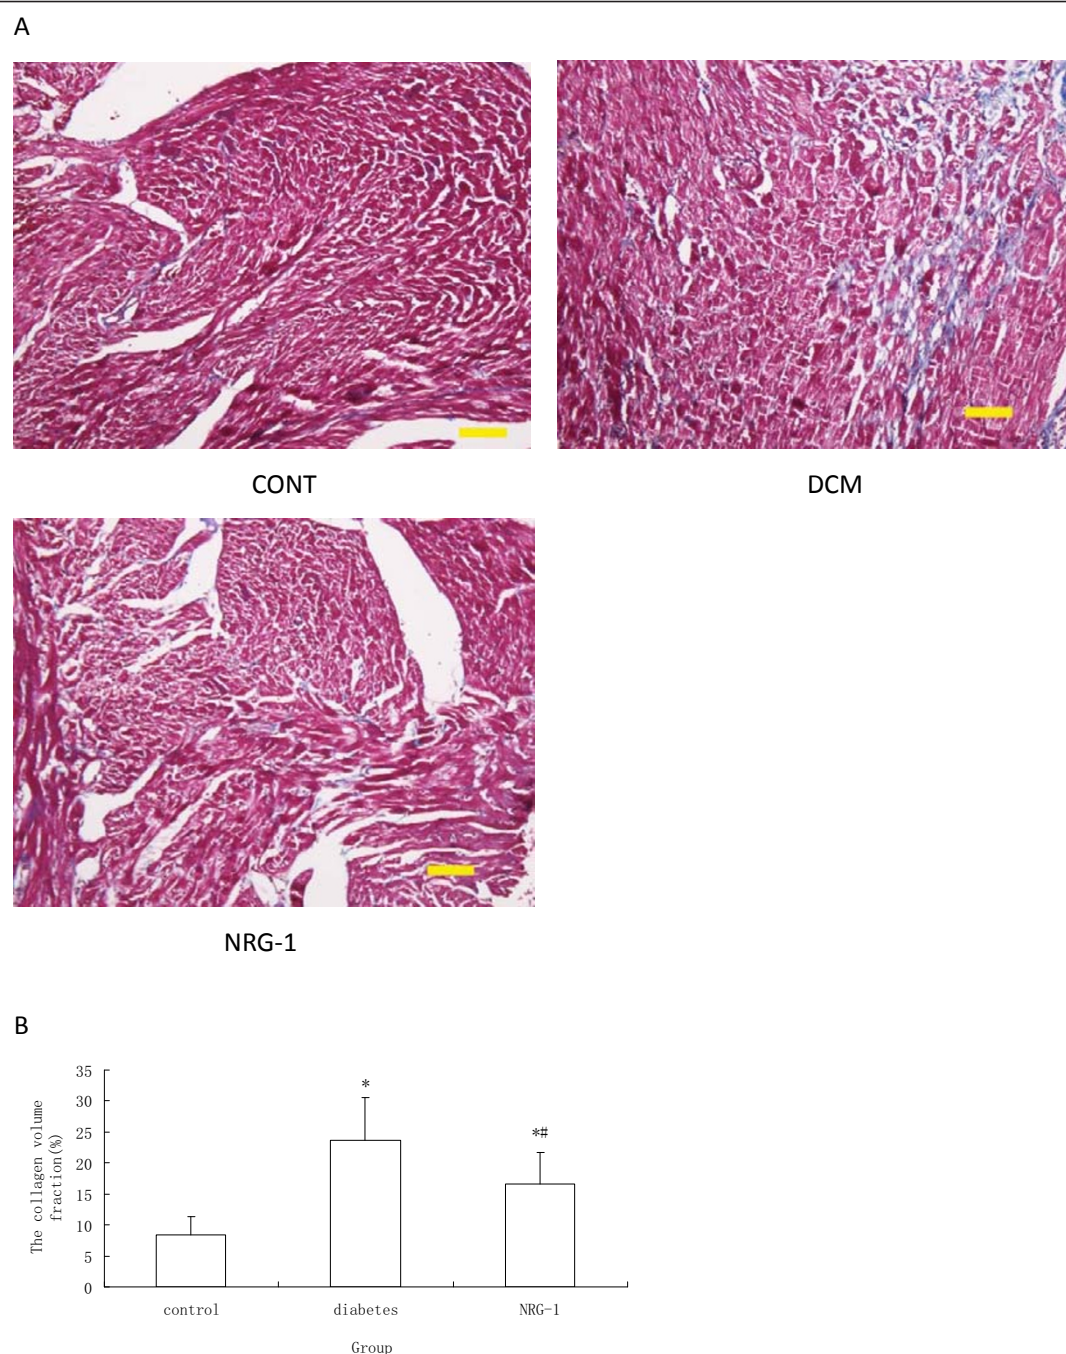 A
CONT
DCM
NRG-1
B
The collagen volume
fraction(%)
35
30
25
20
15
10
5
0
*
*#
control diabetes NRG-1
Group